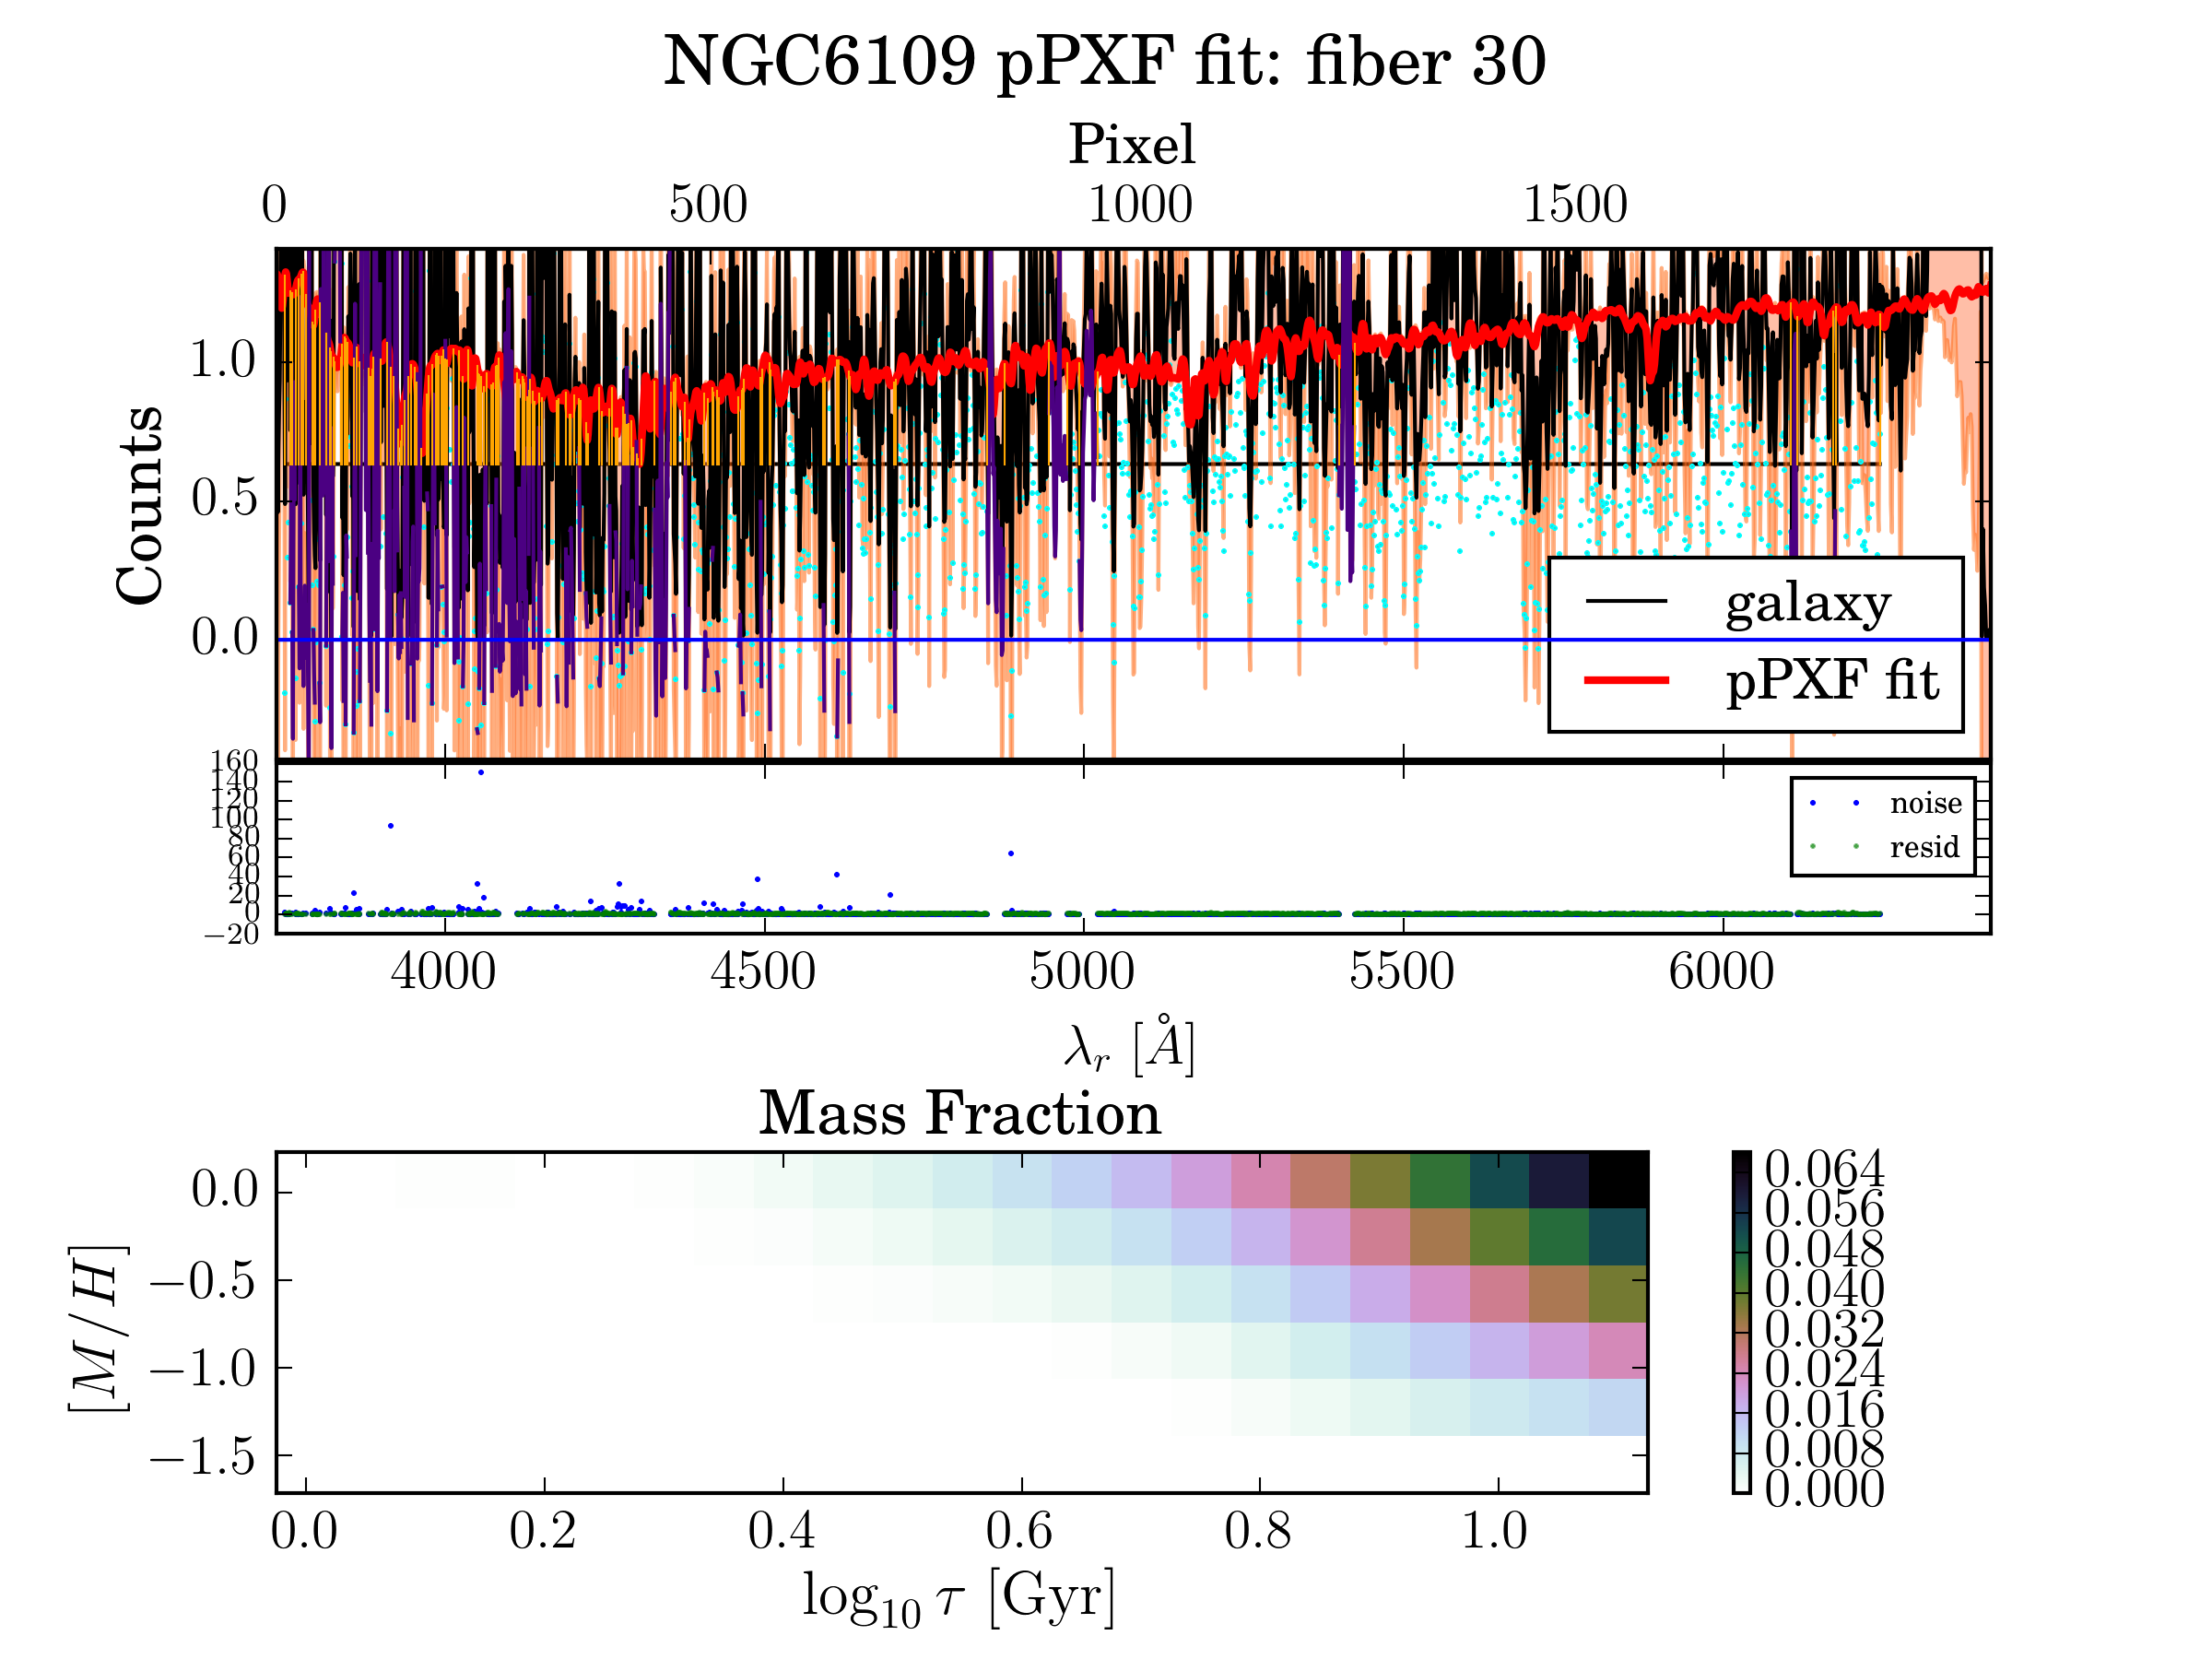 NGC6109 pPXF fit: fiber 30
Pixel
0 500 1000 1500
Counts
1.0
0.5
0.0
galaxy
pPXF fit
160
140
120
100
80
60
40
20
0
−20
noise
resid
4000 4500 5000 5500 6000
λr [Å]
Mass Fraction
[M/H]
0.0
−0.5
−1.0
−1.5
0.0 0.2 0.4 0.6 0.8 1.0
log10 τ [Gyr]
0.064
0.056
0.048
0.040
0.032
0.024
0.016
0.008
0.000